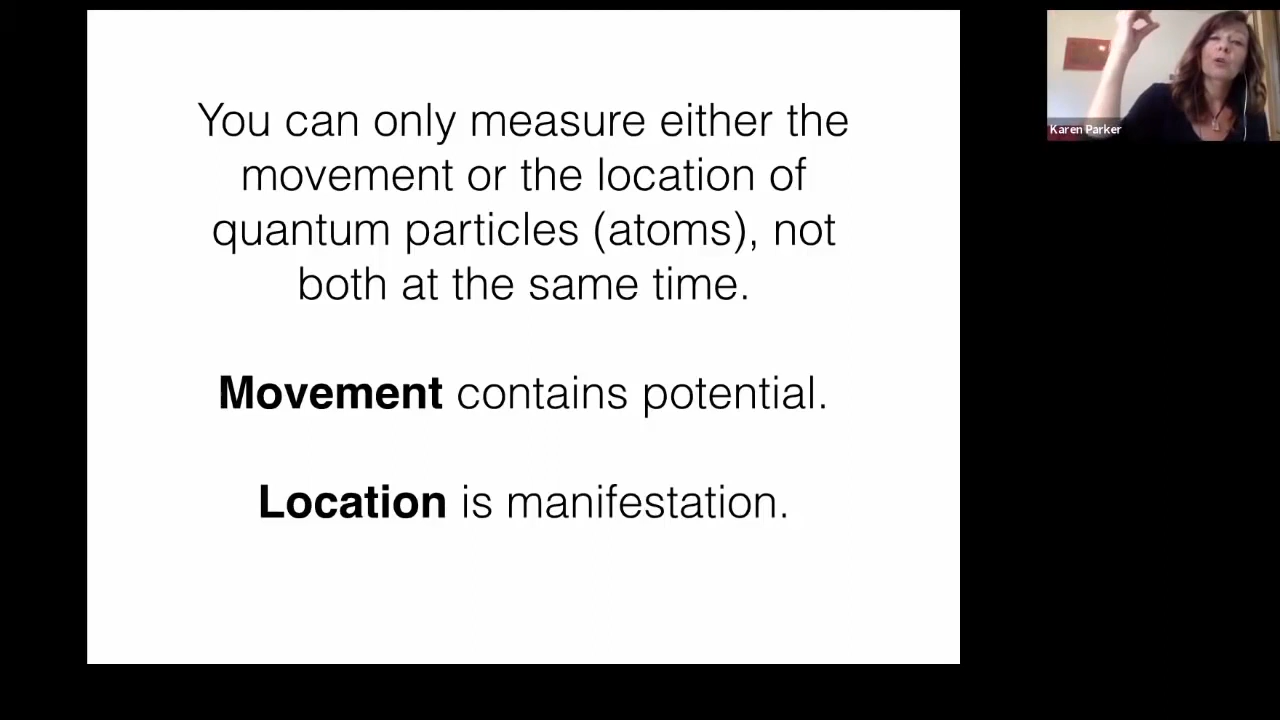 You can only measure either the
movement or the location of
quantum particles (atoms), not
both at the same time.
Movement contains potential.
Location is manifestation.
Karen Parker